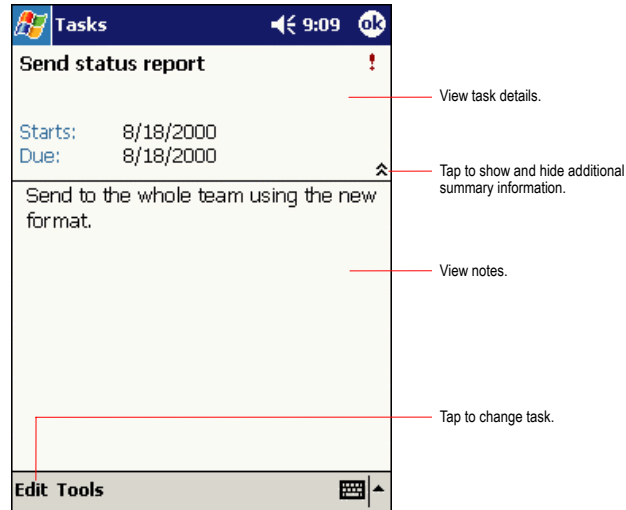 Tasks 9:09 ok
Send status report !
View task details.
Starts: 8/18/2000
Due: 8/18/2000
Tap to show and hide additional
summary information.
Send to the whole team using the new
format.
View notes.
Tap to change task.
Edit Tools